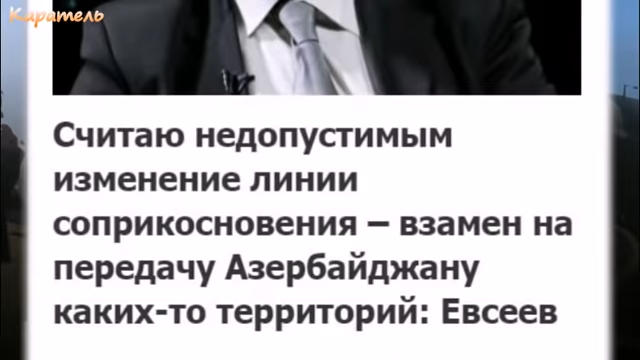 Каратель
Считаю недопустимым
изменение линии
соприкосновения – взамен на
передачу Азербайджану
каких-то территорий: Евсеев